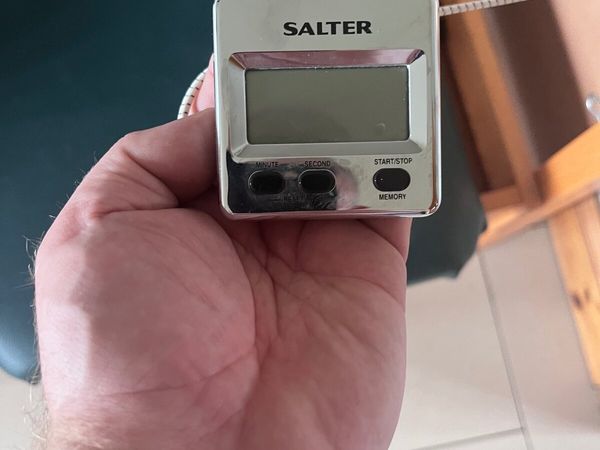 SALTER
MINUTE SECOND START/STOP
MEMORY